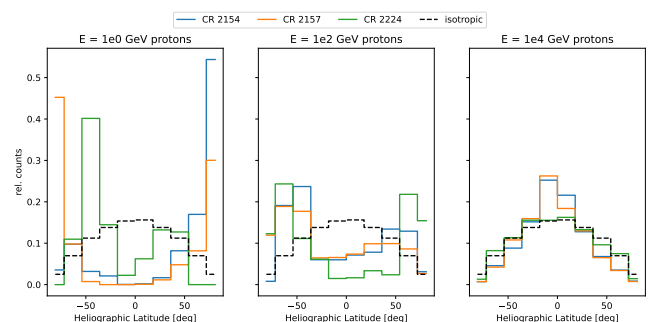 CR 2154 CR 2157 CR 2224 isotropic
E = 1e0 GeV protons E = 1e2 GeV protons E = 1e4 GeV protons
rel. counts
0.5
0.4
0.3
0.2
0.1
0.0
−50 0 50 −50 0 50 −50 0 50
Heliographic Latitude [deg] Heliographic Latitude [deg] Heliographic Latitude [deg]